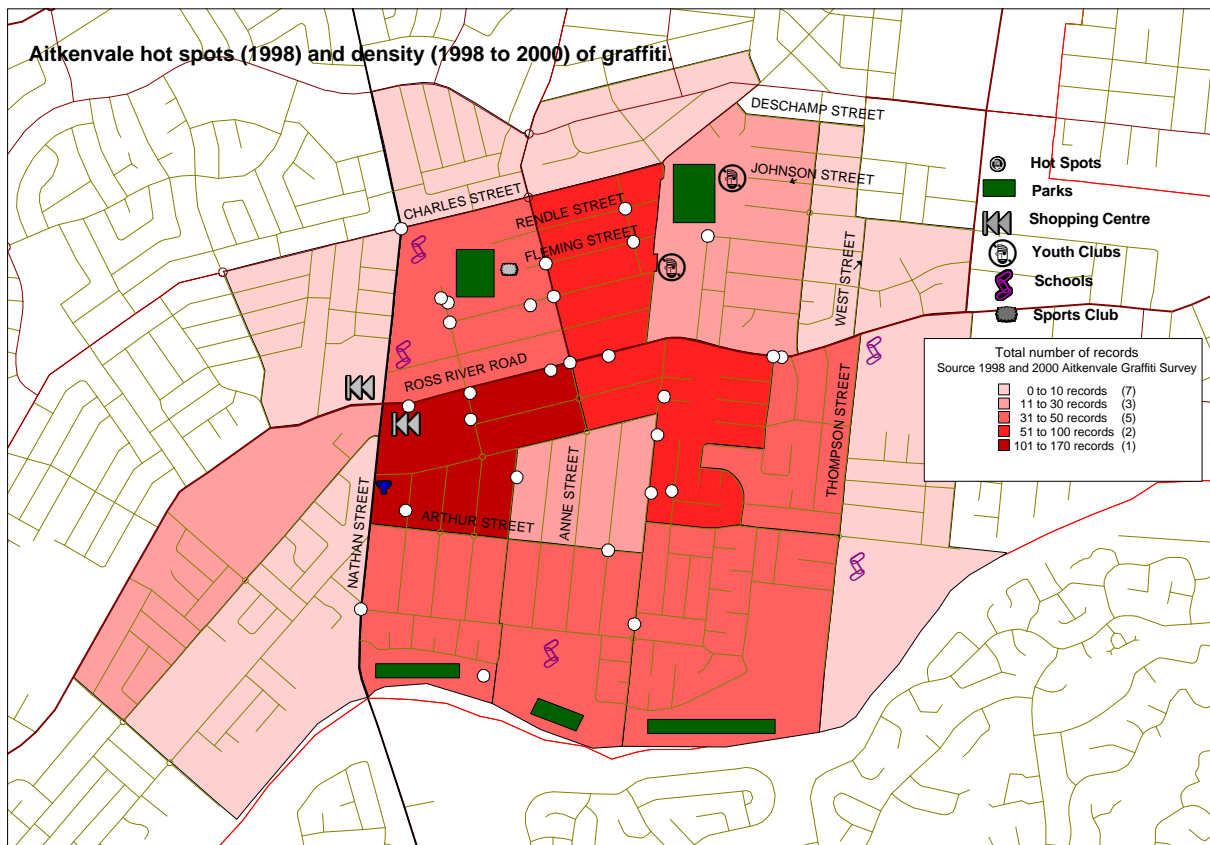 Aitkenvale hot spots (1998) and density (1998 to 2000) of graffiti.
DESCHAMP STREET
JOHNSON STREET
CHARLES STREET
RENDLE STREET
FLEMING STREET
WEST STREET
ROSS RIVER ROAD
THOMPSON STREET
ANNE STREET
ARTHUR STREET
NATHAN STREET
Hot Spots
Parks
Shopping Centre
Youth Clubs
Schools
Sports Club
Total number of records
Source 1998 and 2000 Aitkenvale Graffiti Survey
0 to 10 records (7)
11 to 30 records (3)
31 to 50 records (5)
51 to 100 records (2)
101 to 170 records (1)